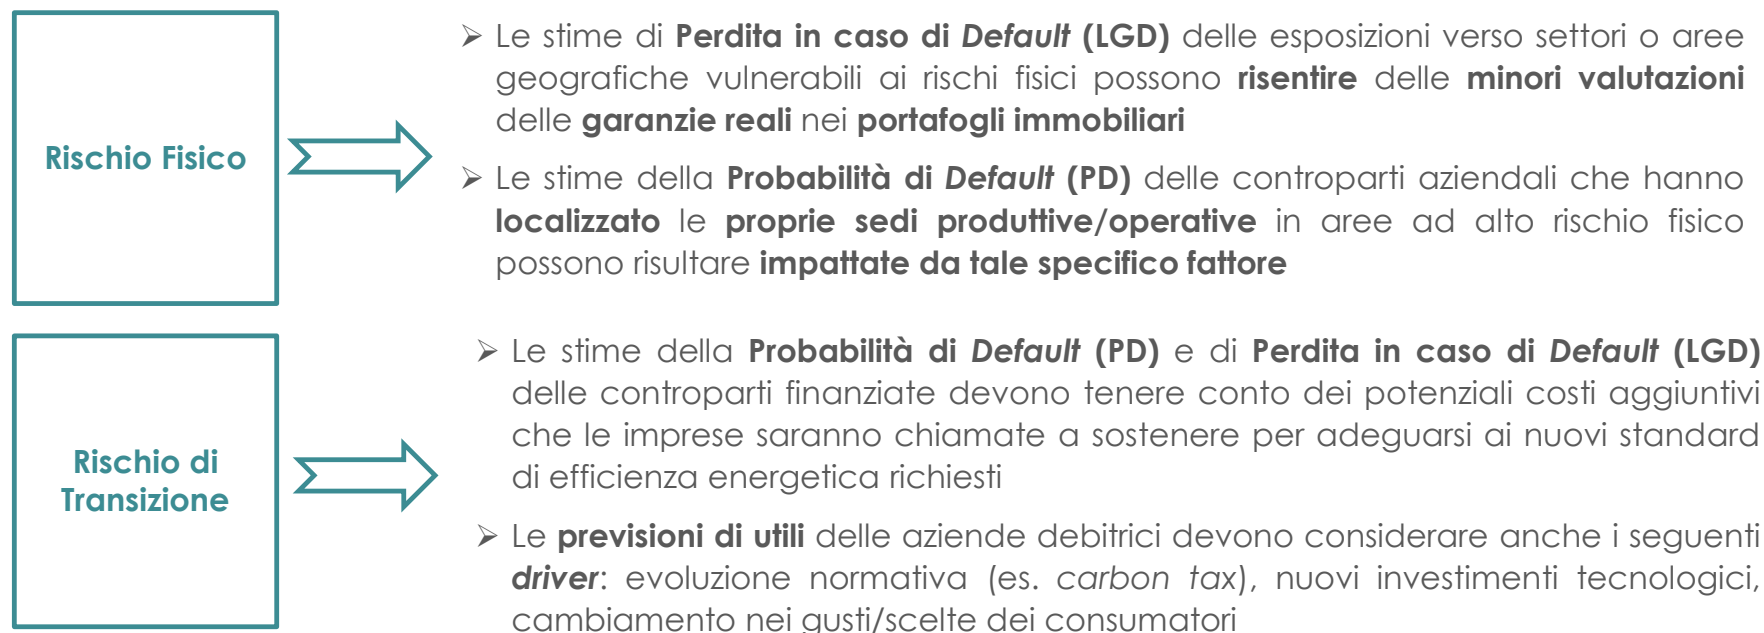 Rischio Fisico
➢ Le stime di Perdita in caso di Default (LGD) delle esposizioni verso settori o aree
geografiche vulnerabili ai rischi fisici possono risentire delle minori valutazioni
delle garanzie reali nei portafogli immobiliari
➢ Le stime della Probabilità di Default (PD) delle controparti aziendali che hanno
localizzato le proprie sedi produttive/operative in aree ad alto rischio fisico
possono risultare impattate da tale specifico fattore
Rischio di
Transizione
➢ Le stime della Probabilità di Default (PD) e di Perdita in caso di Default (LGD)
delle controparti finanziate devono tenere conto dei potenziali costi aggiuntivi
che le imprese saranno chiamate a sostenere per adeguarsi ai nuovi standard
di efficienza energetica richiesti
➢ Le previsioni di utili delle aziende debitrici devono considerare anche i seguenti
driver: evoluzione normativa (es. carbon tax), nuovi investimenti tecnologici,
cambiamento nei gusti/scelte dei consumatori